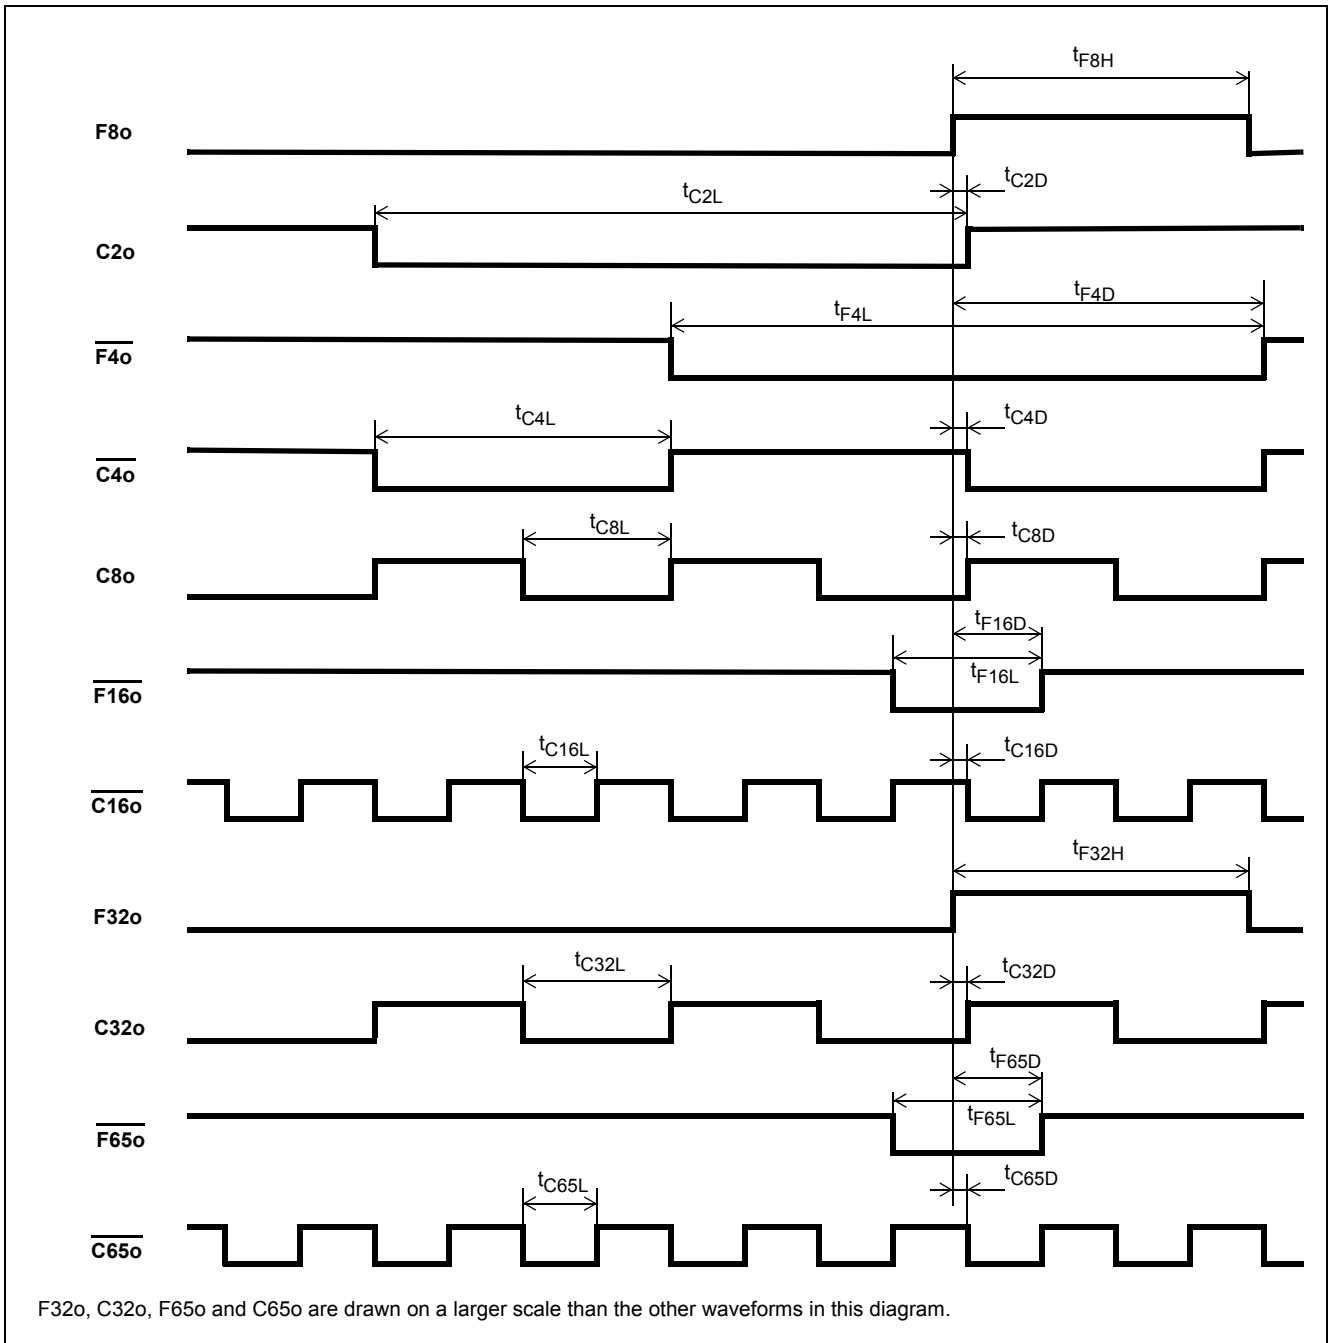 tF8H
F8o
tC2D
tC2L
C2o
tF4D
tF4L
F4o
tC4L
tC4D
C4o
tC8L
tC8D
C8o
tF16D
tF16L
F16o
tC16L
tC16D
C16o
tF32H
F32o
tC32L
tC32D
C32o
tF65D
tF65L
F65o
tC65L
tC65D
C65o
F32o, C32o, F65o and C65o are drawn on a larger scale than the other waveforms in this diagram.